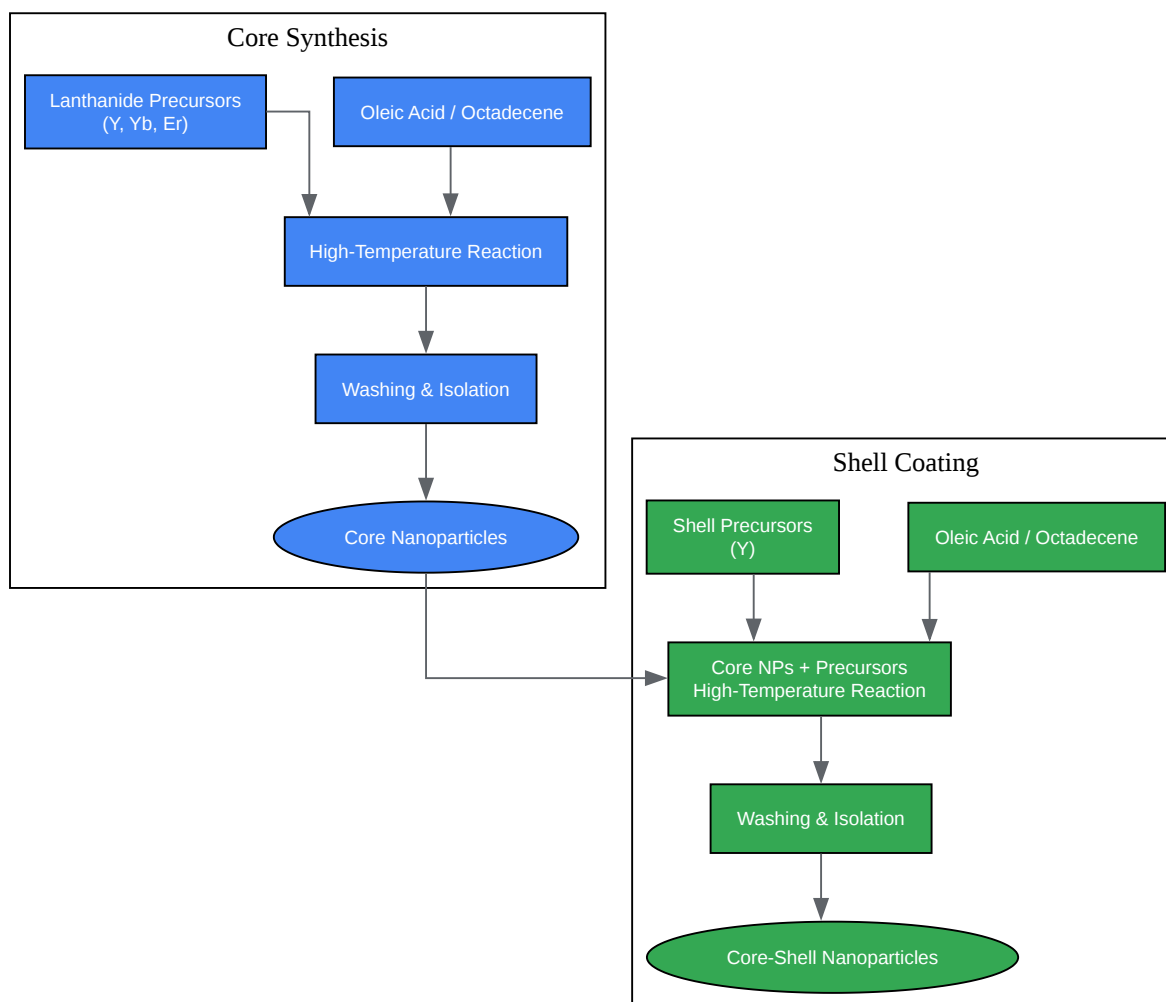 Core Synthesis
Lanthanide Precursors
(Y, Yb, Er)
Oleic Acid / Octadecene
High-Temperature Reaction
Washing & Isolation
Core Nanoparticles
Shell Coating
Shell Precursors
(Y)
Oleic Acid / Octadecene
Core NPs + Precursors
High-Temperature Reaction
Washing & Isolation
Core-Shell Nanoparticles